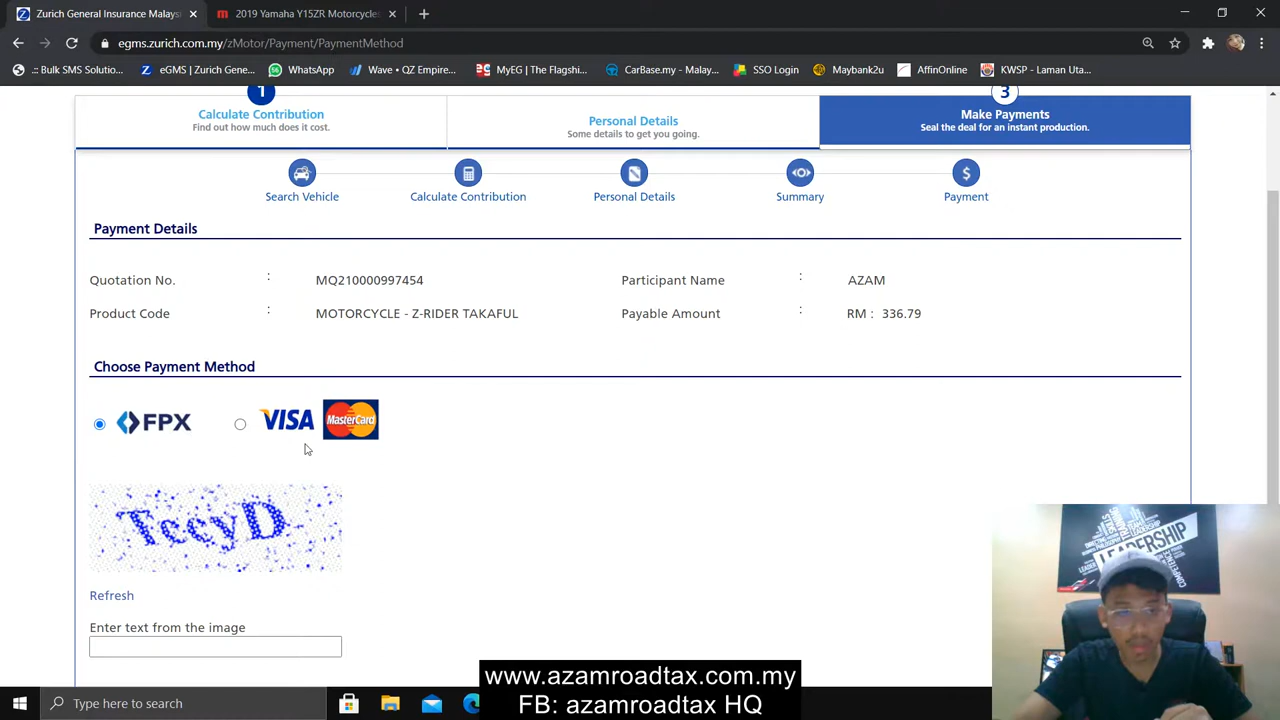 Zurich General Insurance Malaysi
2019 Yamaha Y15ZR Motorcycles
egms.zurich.com.my/zMotor/Payment/PaymentMethod
.:: Bulk SMS Solutio...
eGMS | Zurich Gene...
WhatsApp
Wave • QZ Empire...
MyEG | The Flagshi...
CarBase.my - Malay...
SSO Login
Maybank2u
AffinOnline
KWSP - Laman Uta...
1
3
Calculate Contribution
Find out how much does it cost.
Personal Details
Some details to get you going.
Make Payments
Seal the deal for an instant production.
Search Vehicle
Calculate Contribution
Personal Details
Summary
$
Payment
Payment Details
Quotation No. : MQ210000997454
Participant Name : AZAM
Product Code : MOTORCYCLE - Z-RIDER TAKAFUL
Payable Amount : RM : 336.79
Choose Payment Method
FPX
VISA
MasterCard
TccyD
Refresh
Enter text from the image
LEADERSHIP
COMPETENCE
www.azamroadtax.com.my
FB: azamroadtax HQ
Type here to search